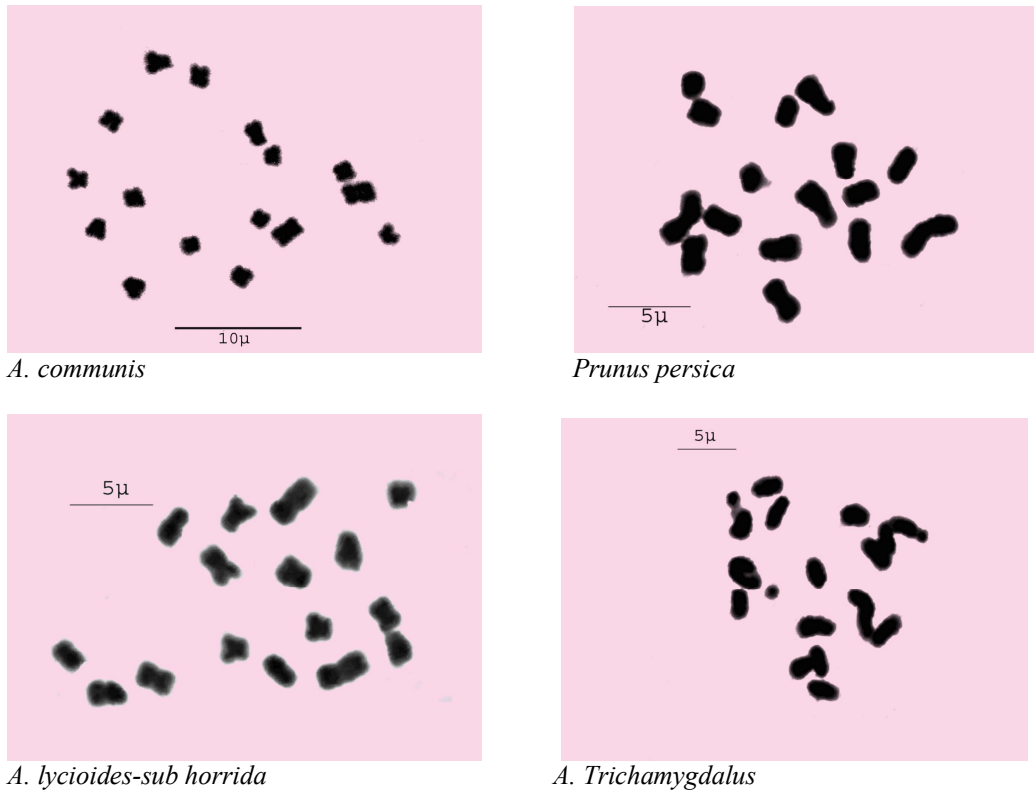 10µ
5µ
A. communis
Prunus persica
5µ
5µ
A. lycioides-sub horrida
A. Trichamygdalus